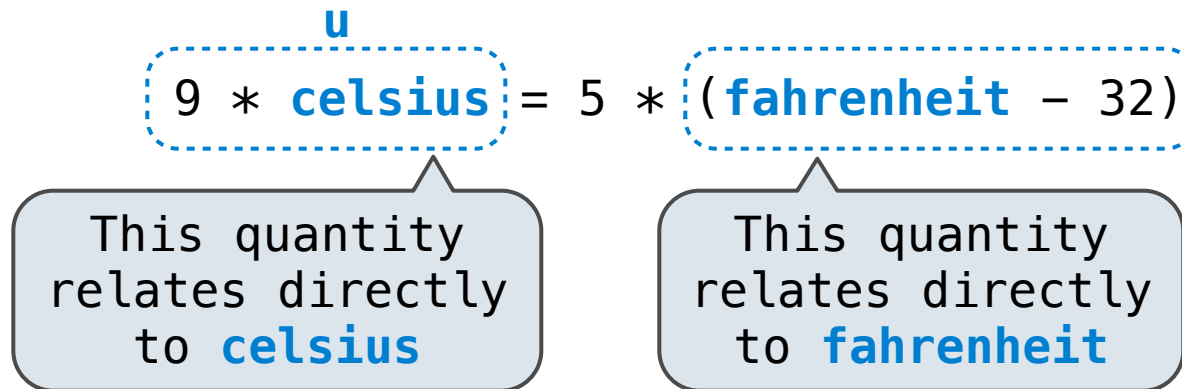 u
9 * celsius = 5 * (fahrenheit − 32)
This quantity
relates directly
to celsius
This quantity
relates directly
to fahrenheit